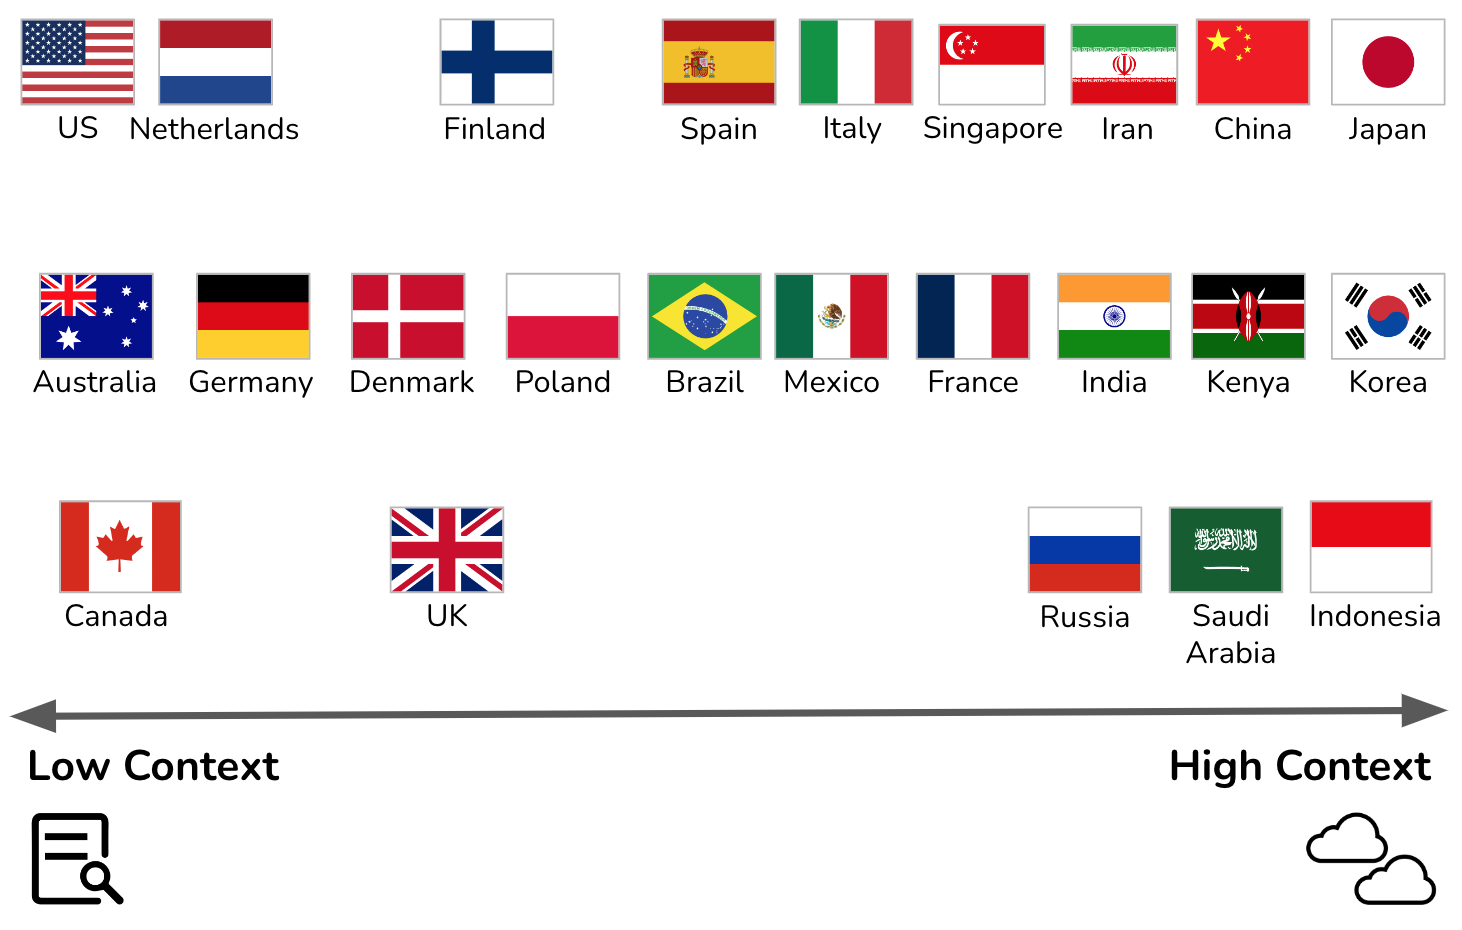 US
Netherlands
Finland
Spain
Italy
Singapore
Iran
China
Japan
Australia
Germany
Denmark
Poland
Brazil
Mexico
France
India
Kenya
Korea
Canada
UK
Russia
Saudi
Arabia
Indonesia
Low Context
High Context